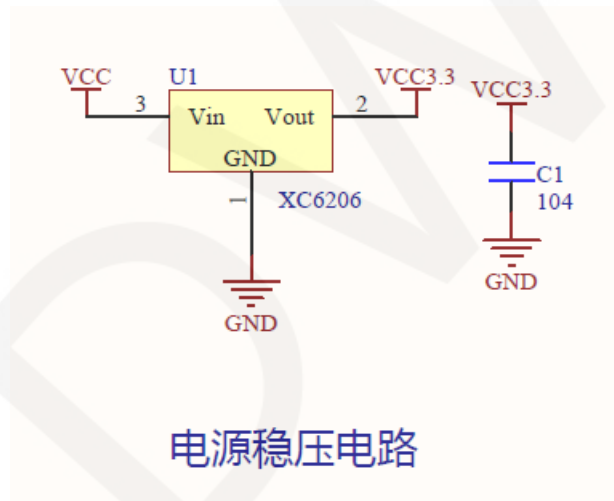 VCC
U1
VCC3.3
3
Vin
Vout
2
GND
1
XC6206
GND
VCC3.3
C1
104
GND
电源稳压电路